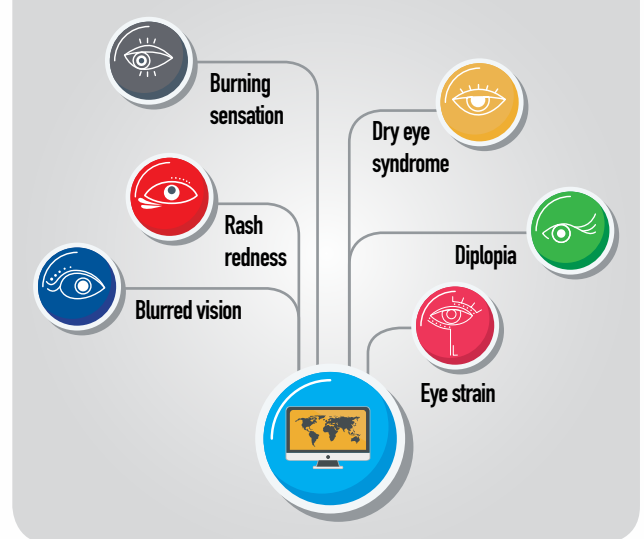 Burning
sensation
Dry eye
syndrome
Rash
redness
Diplopia
Blurred vision
Eye strain